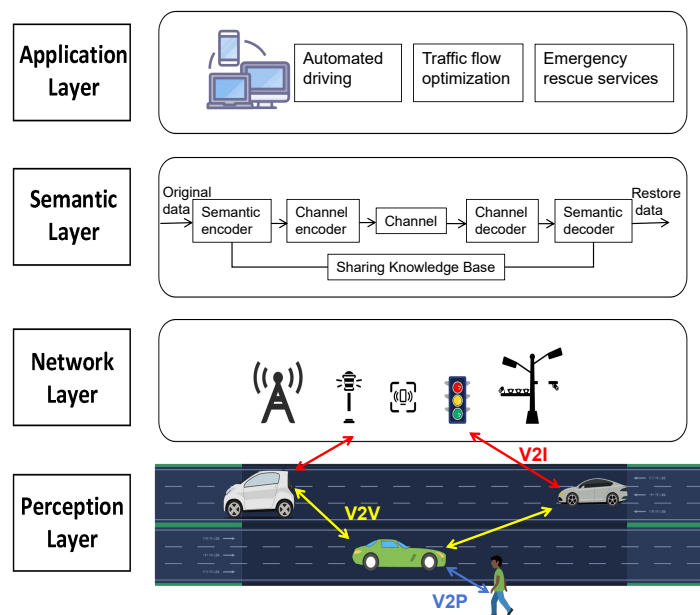 Application
Layer
Automated
driving
Traffic flow
optimization
Emergency
rescue services
Semantic
Layer
Original
data
Semantic
encoder
Channel
encoder
Channel
Channel
decoder
Semantic
decoder
Restore
data
Sharing Knowledge Base
Network
Layer
V2I
Perception
Layer
V2V
V2P